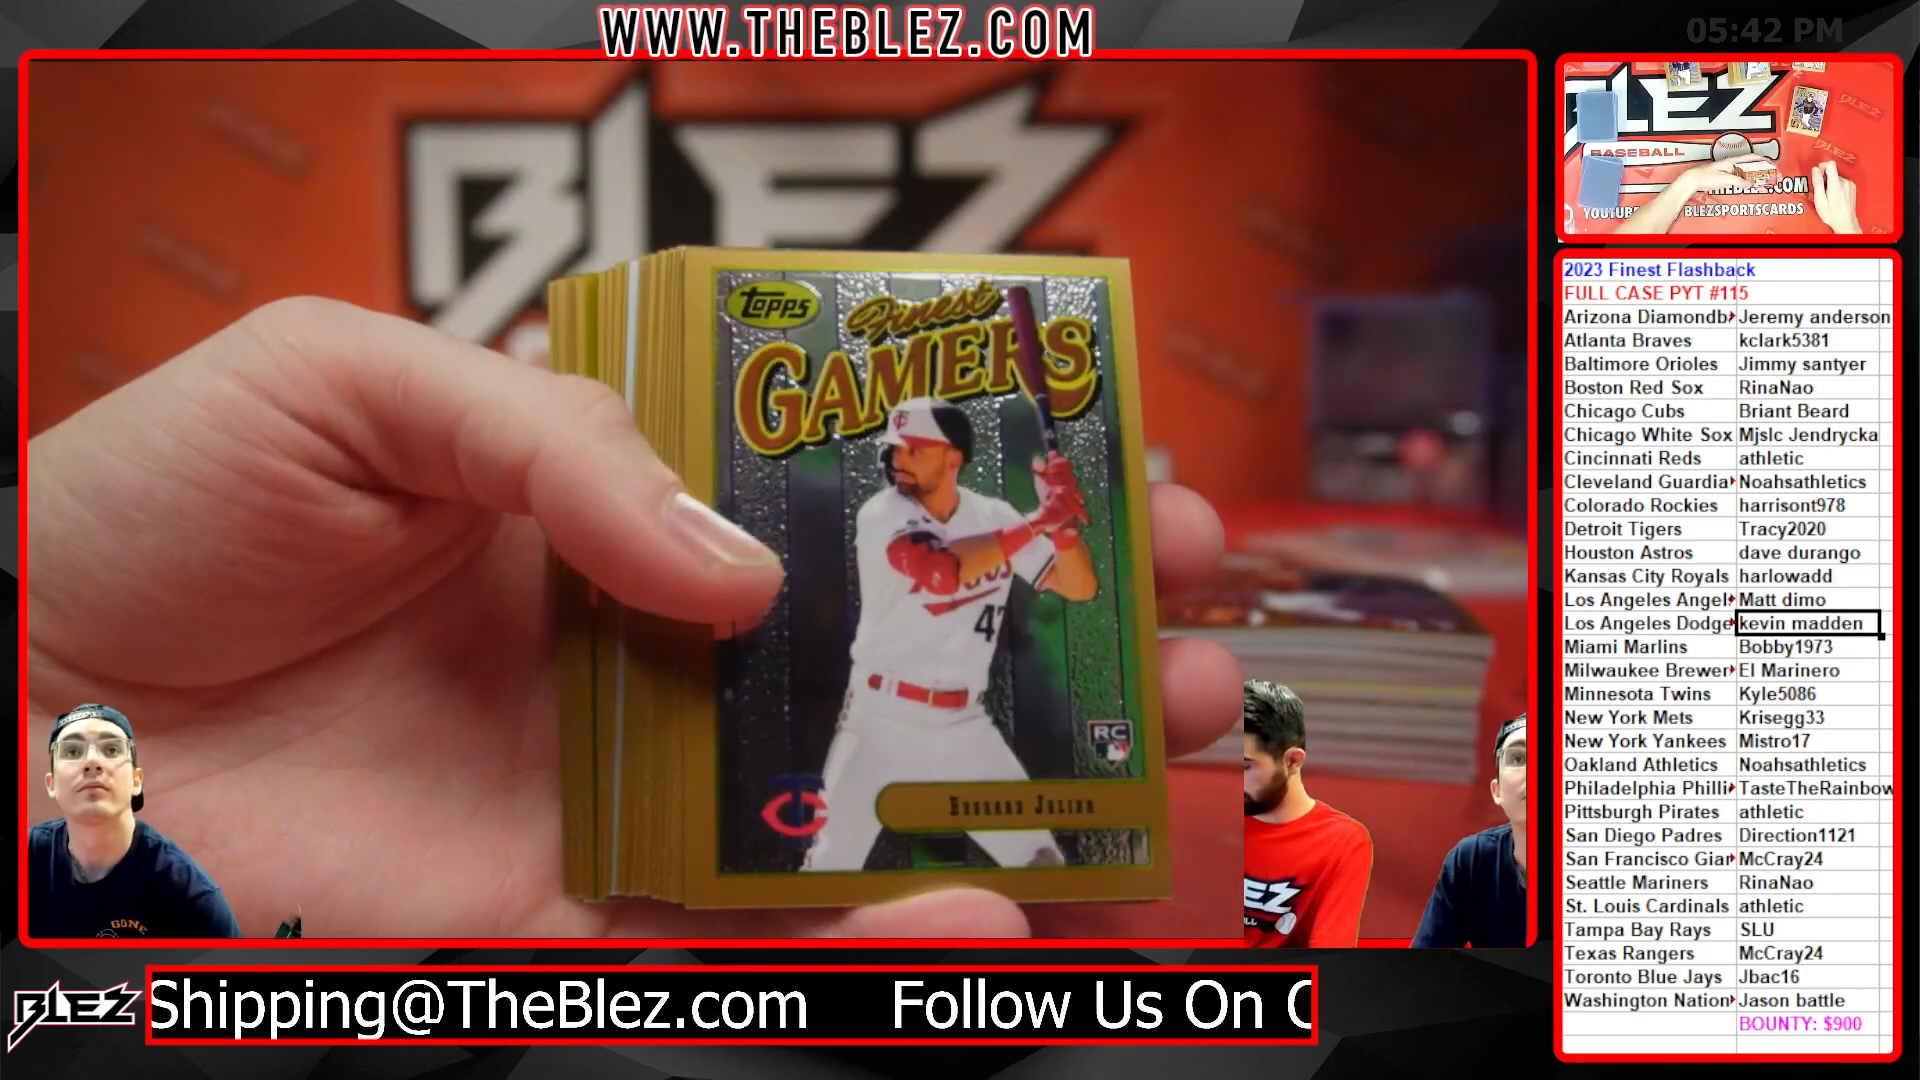 WWW.THEBLEZ.COM
05:42 PM
BLEZ
Topps
Finest
GAMERS
47
RC
Edouard Julien
BLEZ
BASEBALL
BLEZSPORTSCARDS
2023 Finest Flashback
FULL CASE PYT #115
Arizona Diamondb Jeremy anderson
Atlanta Braves kclark5381
Baltimore Orioles Jimmy santyer
Boston Red Sox RinaNao
Chicago Cubs Briant Beard
Chicago White Sox Mjslc Jendrycka
Cincinnati Reds athletic
Cleveland Guardia Noahsathletics
Colorado Rockies harrisont978
Detroit Tigers Tracy2020
Houston Astros dave durango
Kansas City Royals harlowadd
Los Angeles Angel Matt dimo
Los Angeles Dodge kevin madden
Miami Marlins Bobby1973
Milwaukee Brewer El Marinero
Minnesota Twins Kyle5086
New York Mets Krisegg33
New York Yankees Mistro17
Oakland Athletics Noahsathletics
Philadelphia Philli TasteTheRainbow
Pittsburgh Pirates athletic
San Diego Padres Direction1121
San Francisco Giar McCray24
Seattle Mariners RinaNao
St. Louis Cardinals athletic
Tampa Bay Rays SLU
Texas Rangers McCray24
Toronto Blue Jays Jbac16
Washington Nation Jason battle
BOUNTY: $900
GONE
BLEZ
Shipping@TheBlez.com Follow Us On